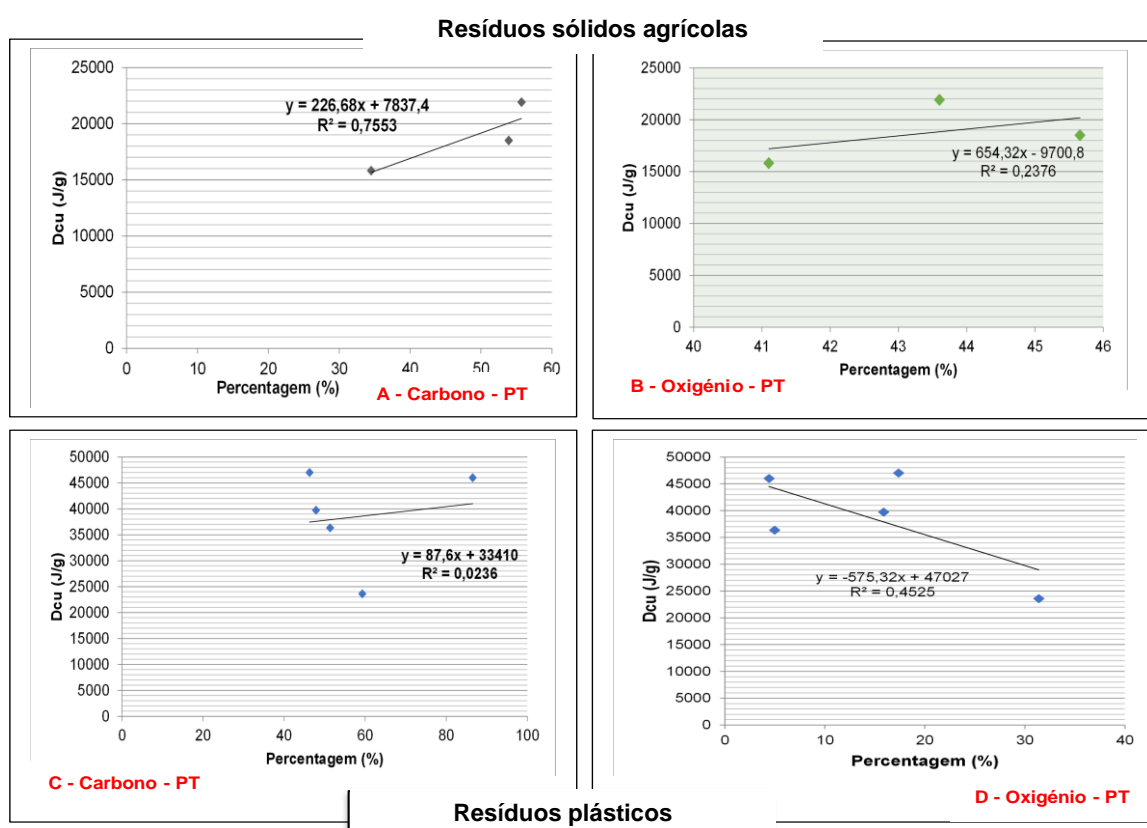 Resíduos sólidos agrícolas
Dcu (J/g)
25000
20000
15000
10000
5000
0
y = 226,68x + 7837,4
R² = 0,7553
0 10 20 30 40 50 60
Percentagem (%)
A - Carbono - PT
Dcu (J/g)
25000
20000
15000
10000
5000
0
y = 654,32x - 9700,8
R² = 0,2376
40 41 42 43 44 45 46
Percentagem (%)
B - Oxigénio - PT
Dcu (J/g)
50000
45000
40000
35000
30000
25000
20000
15000
10000
5000
0
y = 87,6x + 33410
R² = 0,0236
0 20 40 60 80 100
Percentagem (%)
C - Carbono - PT
Dcu (J/g)
50000
45000
40000
35000
30000
25000
20000
15000
10000
5000
0
y = -575,32x + 47027
R² = 0,4525
0 10 20 30 40
Percentagem (%)
D - Oxigénio - PT
Resíduos plásticos